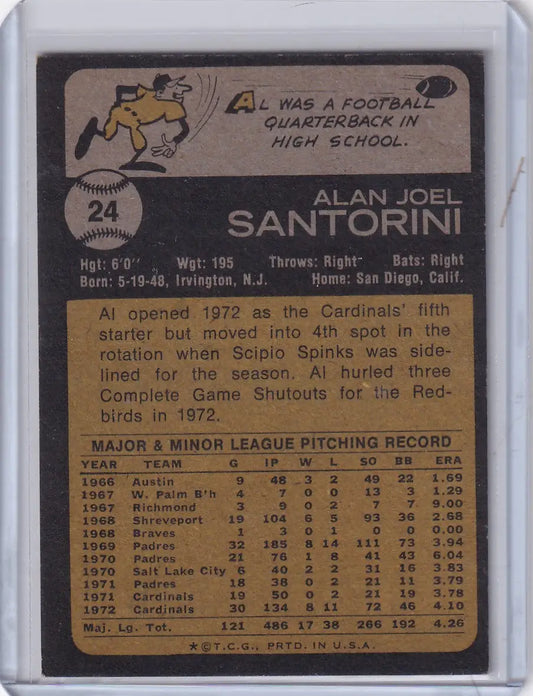 AL WAS A FOOTBALL
QUARTERBACK IN
HIGH SCHOOL.
24
ALAN JOEL
SANTORINI
Hgt: 6'0" Wgt: 195 Throws: Right Bats: Right
Born: 5-19-48, Irvington, N.J. Home: San Diego, Calif.
Al opened 1972 as the Cardinals' fifth
starter but moved into 4th spot in the
rotation when Scipio Spinks was side-
lined for the season. Al hurled three
Complete Game Shutouts for the Red-
birds in 1972.
MAJOR & MINOR LEAGUE PITCHING RECORD
YEAR TEAM G IP W L SO BB ERA
1966 Austin 9 48 3 2 49 22 1.69
1967 W. Palm B'h 4 7 0 0 13 3 1.29
1967 Richmond 3 9 0 2 7 7 9.00
1968 Shreveport 19 104 6 5 93 36 2.68
1968 Braves 1 3 0 1 0 0 0.00
1969 Padres 32 185 8 14 111 73 3.94
1970 Padres 21 76 1 8 41 43 6.04
1970 Salt Lake City 6 40 2 2 31 16 3.83
1971 Padres 18 38 0 2 21 11 3.79
1971 Cardinals 19 50 0 2 21 19 3.78
1972 Cardinals 30 134 8 11 72 46 4.10
Maj. Lg. Tot. 121 486 17 38 266 192 4.26
★©T.C.G., PRTD. IN U.S.A.